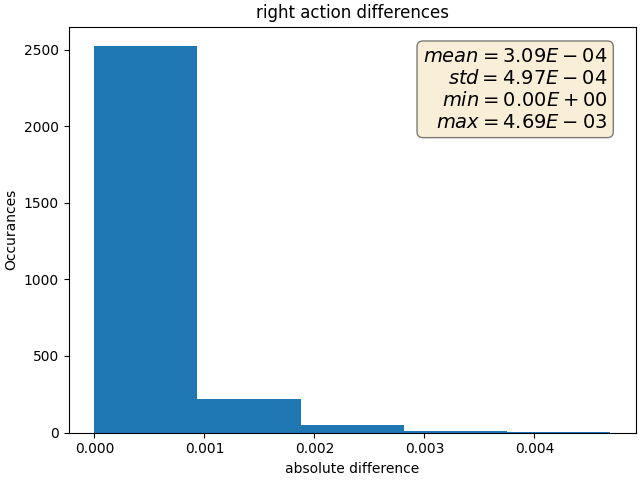 right action differences
mean = 3.09E − 04
std = 4.97E − 04
min = 0.00E + 00
max = 4.69E − 03
Occurances
2500
2000
1500
1000
500
0
0.000 0.001 0.002 0.003 0.004
absolute difference